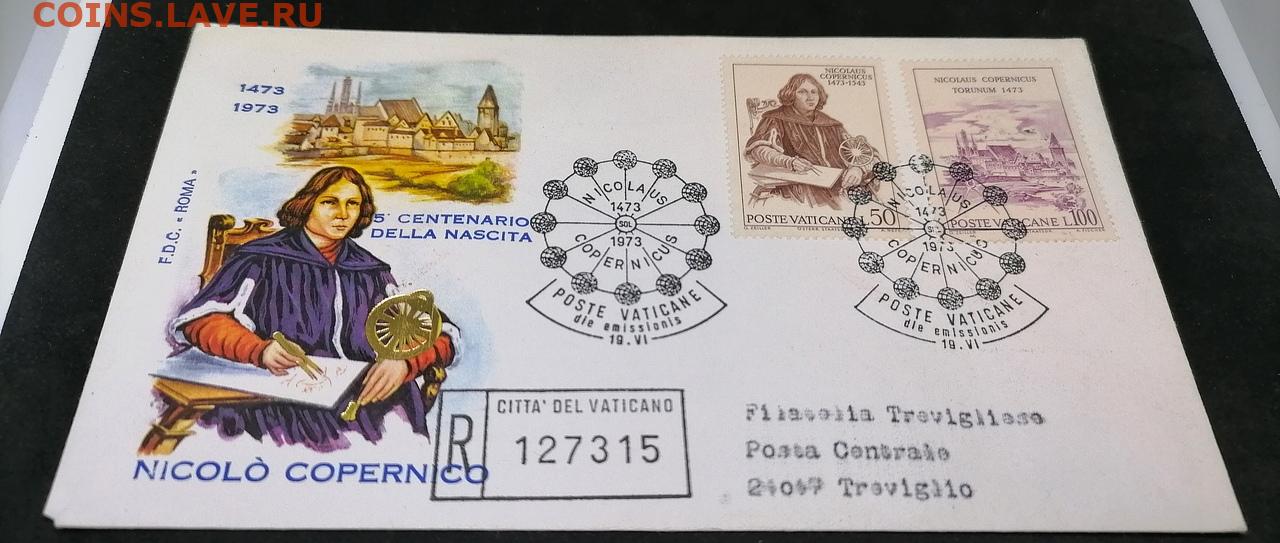 COINS.LAVE.RU
1473
1973
F.D.C. « ROMA »
5° CENTENARIO
DELLA NASCITA
NICOLÒ COPERNICO
NICOLAUS
1473
SOL
1973
COPERNICUS
POSTE VATICANE
die emissionis
19.VI
NICOLAUS
COPERNICUS
1473-1543
POSTE VATICANE L.50
NICOLAUS COPERNICUS
TORUNUM 1473
POSTE VATICANE L.100
NICOLAUS
1473
1973
COPERNICUS
POSTE VATICANE
die emissionis
19.VI
R
CITTA' DEL VATICANO
127315
Filatelia Trevigliese
Posta Centrale
24047 Treviglio